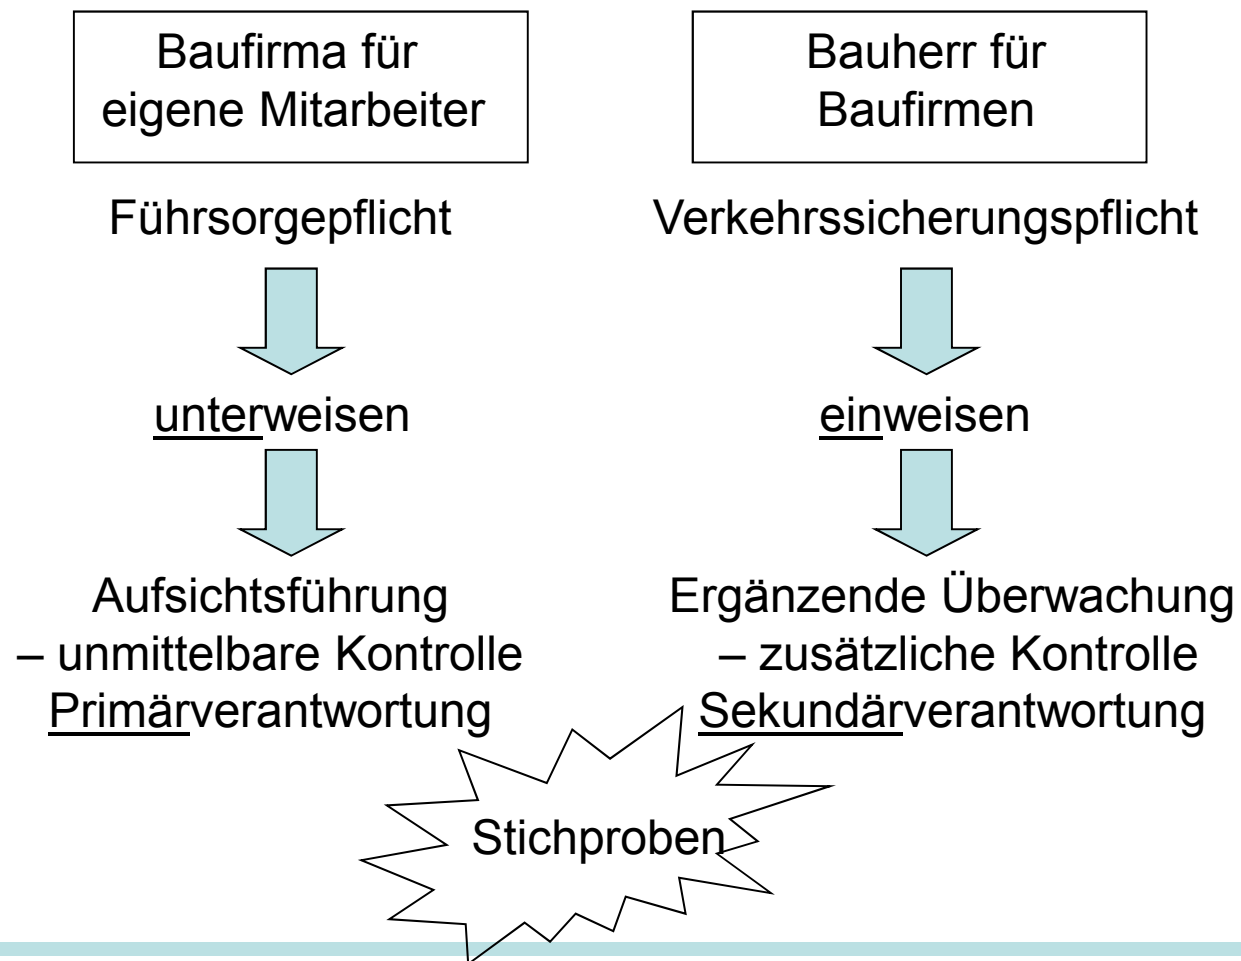 Baufirma für
eigene Mitarbeiter
Führsorgepflicht
unterweisen
Aufsichtsführung
– unmittelbare Kontrolle
Primärverantwortung
Bauherr für
Baufirmen
Verkehrssicherungspflicht
einweisen
Ergänzende Überwachung
– zusätzliche Kontrolle
Sekundärverantwortung
Stichproben